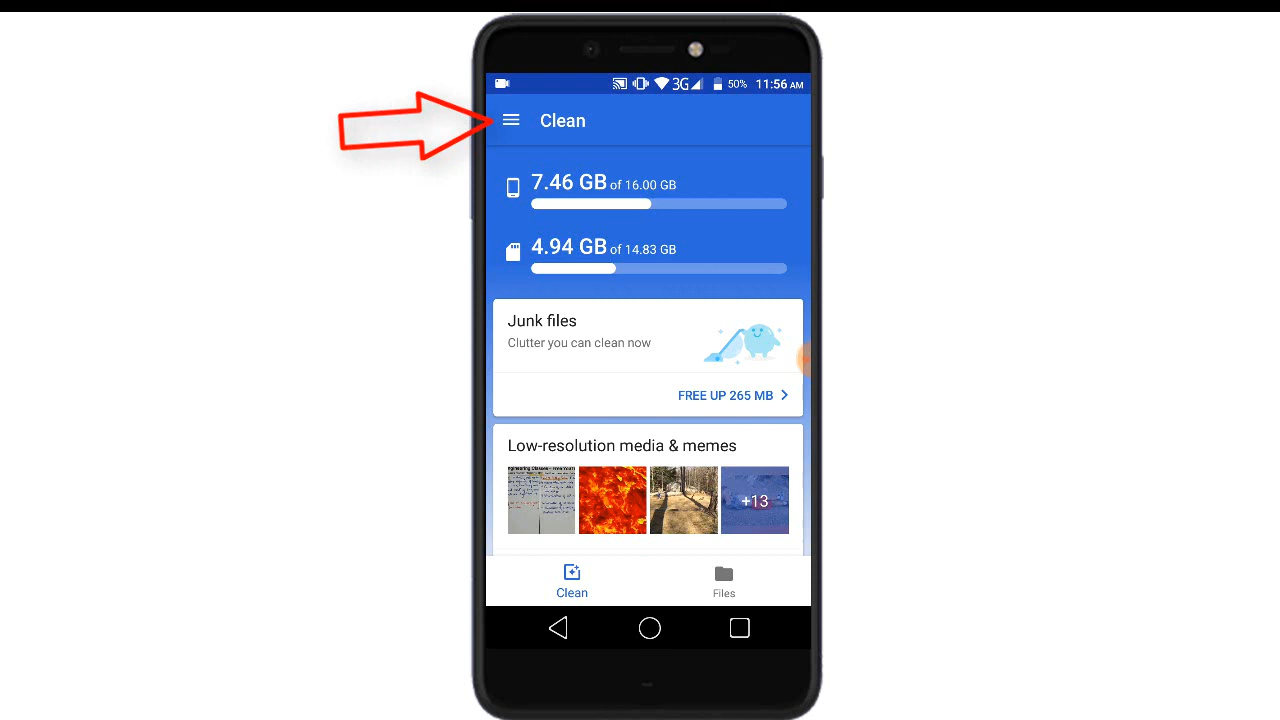 3G 50% 11:56 AM
Clean
7.46 GB of 16.00 GB
4.94 GB of 14.83 GB
Junk files
Clutter you can clean now
FREE UP 265 MB
Low-resolution media & memes
+13
Clean Files